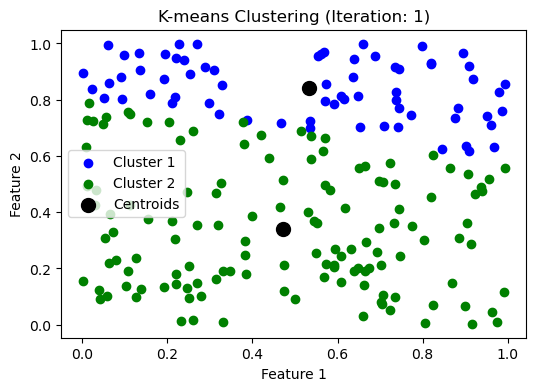 K-means Clustering (Iteration: 1)
1.0
0.8
0.6
0.4
0.2
0.0
Feature 2
Cluster 1
Cluster 2
Centroids
0.0 0.2 0.4 0.6 0.8 1.0
Feature 1